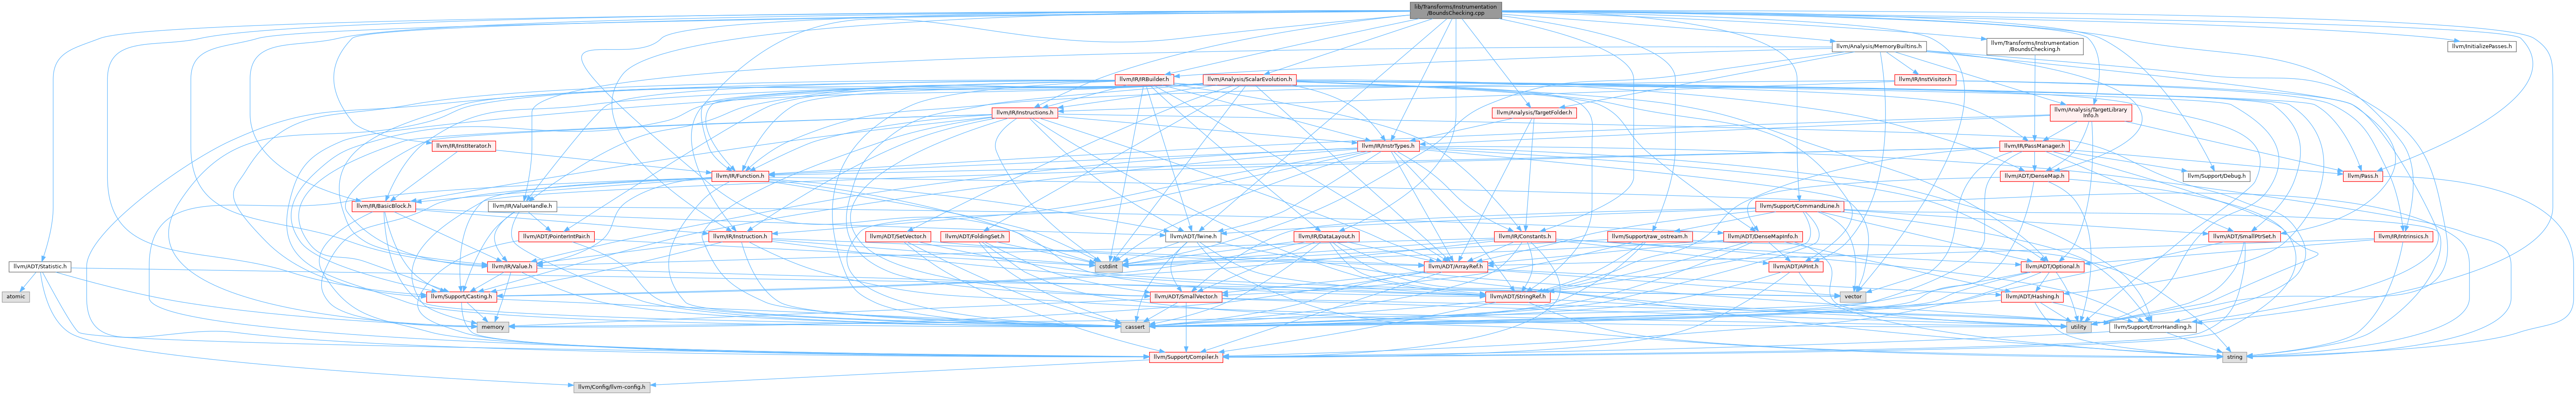 lib/Transforms/Instrumentation
/BoundsChecking.cpp
llvm/Analysis/MemoryBuiltins.h
llvm/Transforms/Instrumentation
/BoundsChecking.h
llvm/InitializePasses.h
llvm/IR/IRBuilder.h
llvm/Analysis/ScalarEvolution.h
llvm/IR/InstVisitor.h
llvm/IR/Instructions.h
llvm/Analysis/TargetFolder.h
llvm/Analysis/TargetLibrary
Info.h
llvm/IR/InstIterator.h
llvm/IR/InstrTypes.h
llvm/IR/PassManager.h
llvm/IR/Function.h
llvm/ADT/DenseMap.h
llvm/Support/Debug.h
llvm/Pass.h
llvm/IR/BasicBlock.h
llvm/IR/ValueHandle.h
llvm/Support/CommandLine.h
llvm/ADT/PointerIntPair.h
llvm/IR/Instruction.h
llvm/ADT/SetVector.h
llvm/ADT/FoldingSet.h
llvm/ADT/Twine.h
llvm/IR/DataLayout.h
llvm/IR/Constants.h
llvm/Support/raw_ostream.h
llvm/ADT/DenseMapInfo.h
llvm/ADT/SmallPtrSet.h
llvm/IR/Intrinsics.h
llvm/ADT/Statistic.h
llvm/IR/Value.h
cstdint
llvm/ADT/ArrayRef.h
llvm/ADT/APInt.h
llvm/ADT/Optional.h
atomic
llvm/Support/Casting.h
llvm/ADT/SmallVector.h
llvm/ADT/StringRef.h
vector
llvm/ADT/Hashing.h
memory
cassert
utility
llvm/Support/ErrorHandling.h
llvm/Support/Compiler.h
string
llvm/Config/llvm-config.h